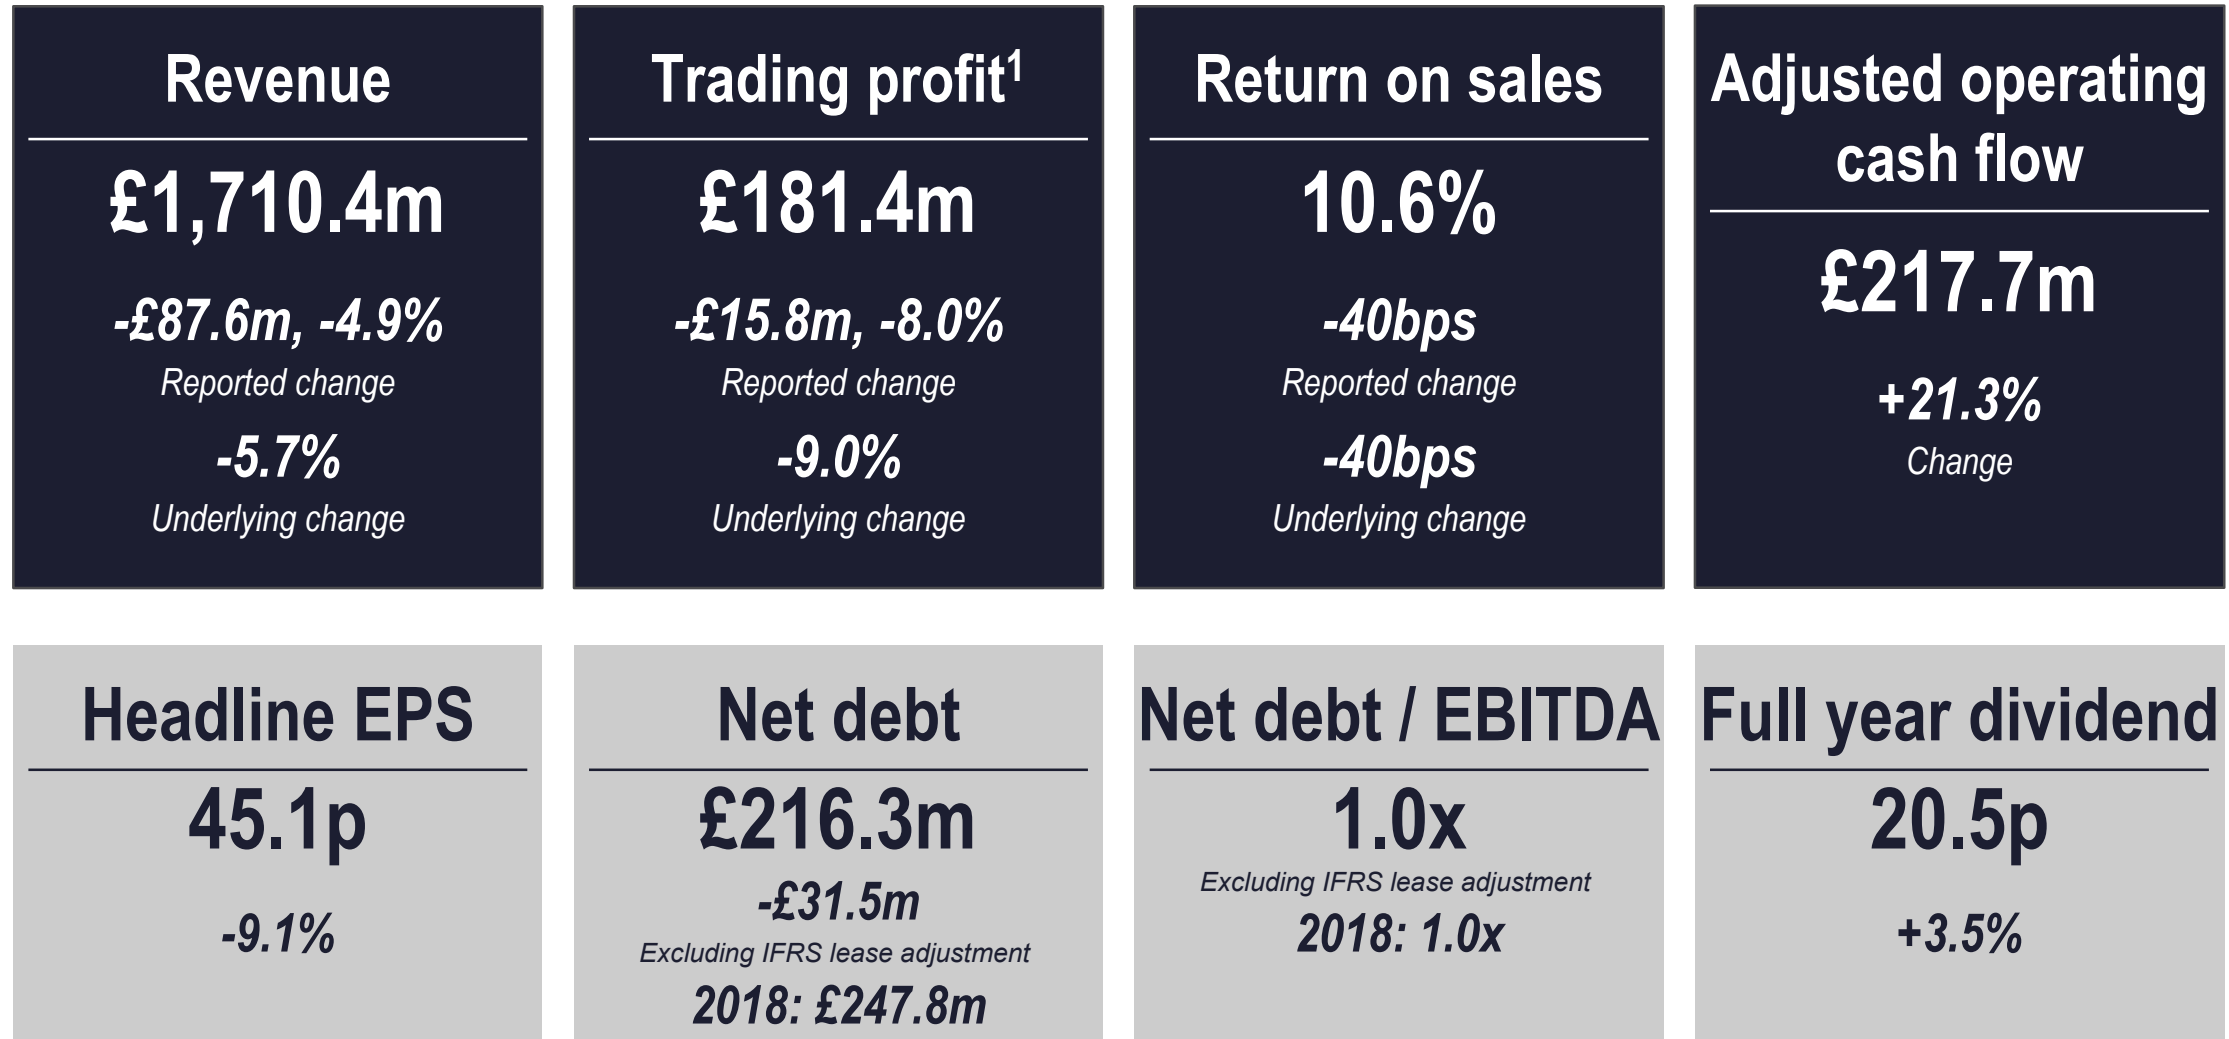 Revenue
£1,710.4m
-£87.6m, -4.9%
Reported change
-5.7%
Underlying change
Trading profit¹
£181.4m
-£15.8m, -8.0%
Reported change
-9.0%
Underlying change
Return on sales
10.6%
-40bps
Reported change
-40bps
Underlying change
Adjusted operating
cash flow
£217.7m
+21.3%
Change
Headline EPS
45.1p
-9.1%
Net debt
£216.3m
-£31.5m
Excluding IFRS lease adjustment
2018: £247.8m
Net debt / EBITDA
1.0x
Excluding IFRS lease adjustment
2018: 1.0x
Full year dividend
20.5p
+3.5%